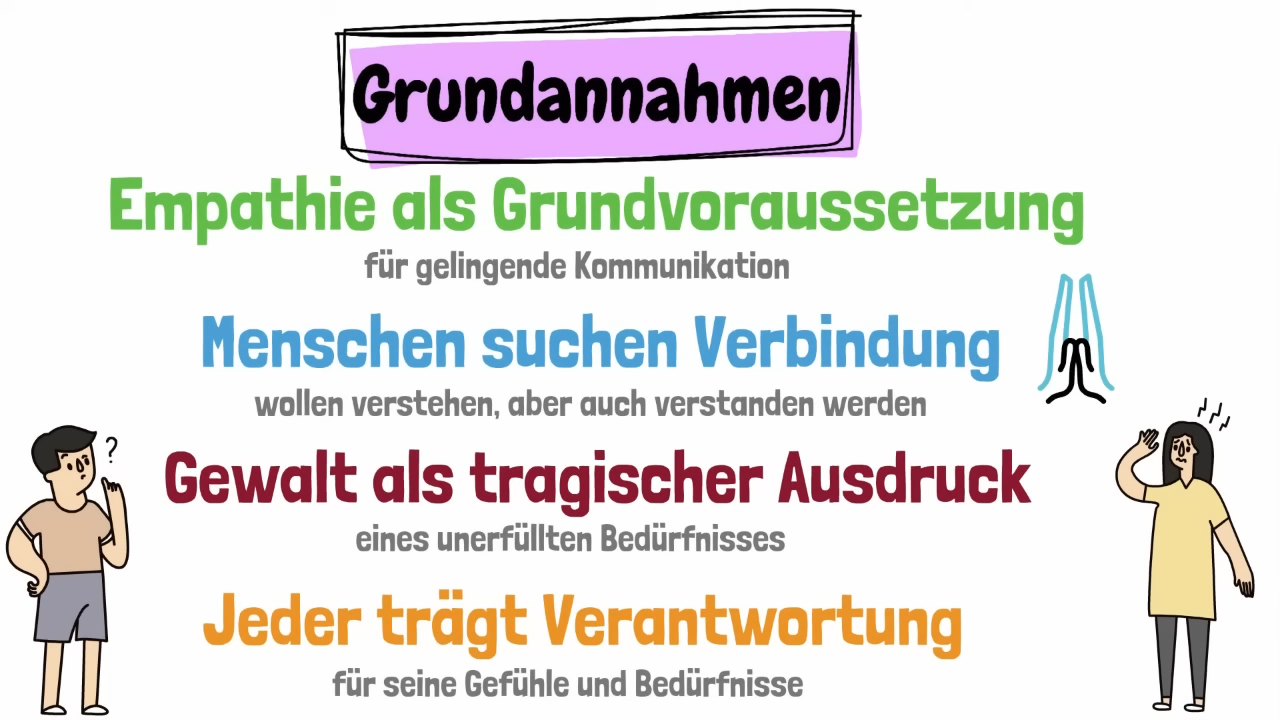 Grundannahmen
Empathie als Grundvoraussetzung
für gelingende Kommunikation
Menschen suchen Verbindung
wollen verstehen, aber auch verstanden werden
?
Gewalt als tragischer Ausdruck
eines unerfüllten Bedürfnisses
Jeder trägt Verantwortung
für seine Gefühle und Bedürfnisse